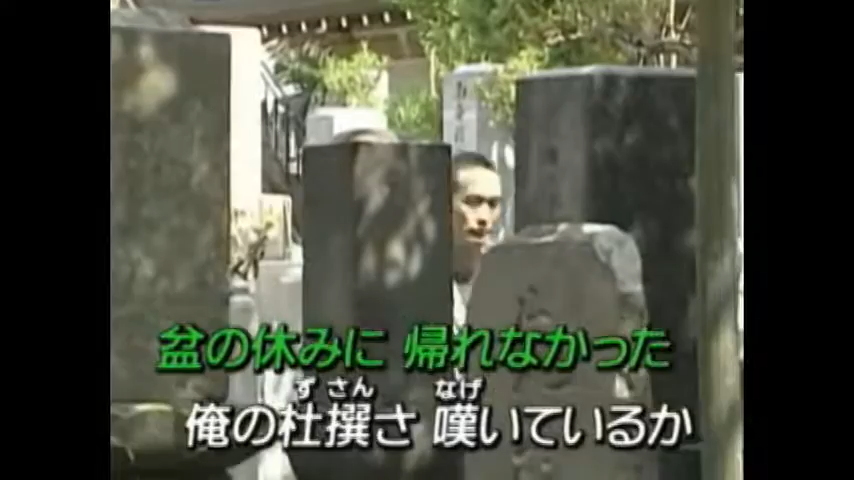 盆の休みに 帰れなかった
ずさん なげ
俺の杜撰さ 嘆いているか